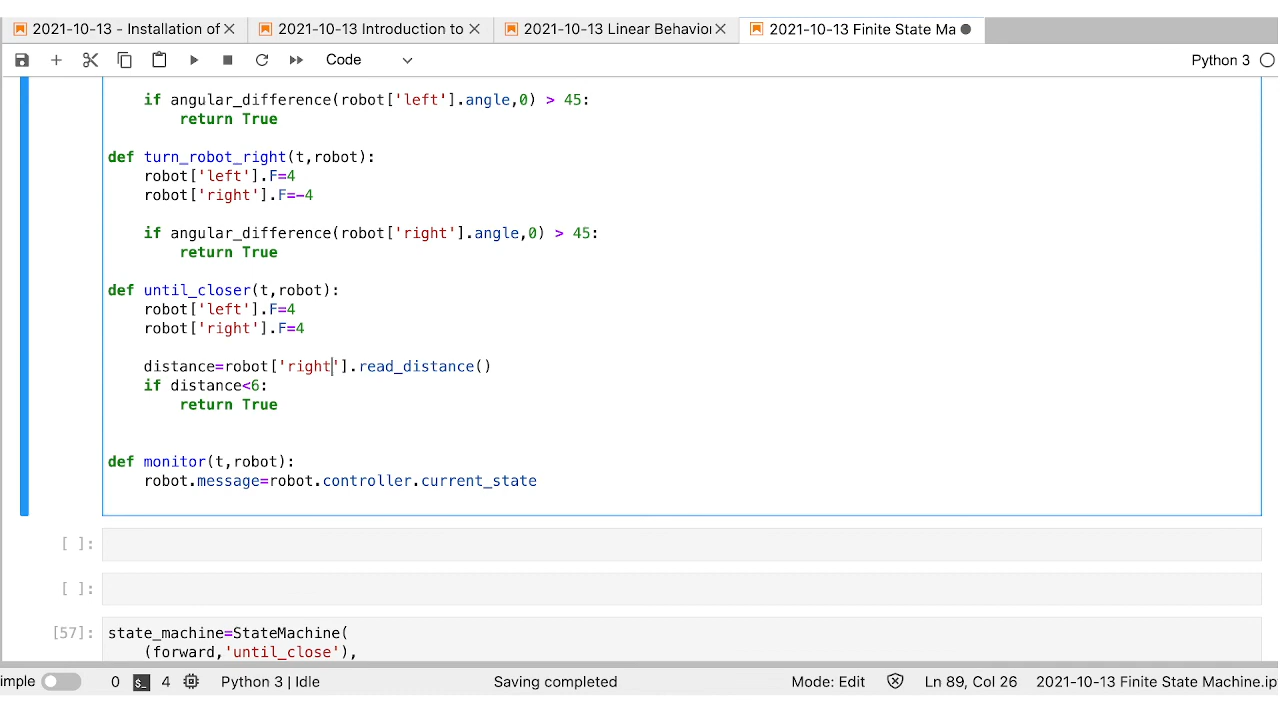 2021-10-13 - Installation of
2021-10-13 Introduction to
2021-10-13 Linear Behavior
2021-10-13 Finite State Ma
Code
Python 3
if angular_difference(robot['left'].angle,0) > 45:
return True
def turn_robot_right(t,robot):
robot['left'].F=4
robot['right'].F=-4
if angular_difference(robot['right'].angle,0) > 45:
return True
def until_closer(t,robot):
robot['left'].F=4
robot['right'].F=4
distance=robot['right'].read_distance()
if distance<6:
return True
def monitor(t,robot):
robot.message=robot.controller.current_state
[ ]:
[ ]:
[57]: state_machine=StateMachine(
(forward,'until_close'),
imple 0 $_ 4 Python 3 | Idle Saving completed Mode: Edit Ln 89, Col 26 2021-10-13 Finite State Machine.ip